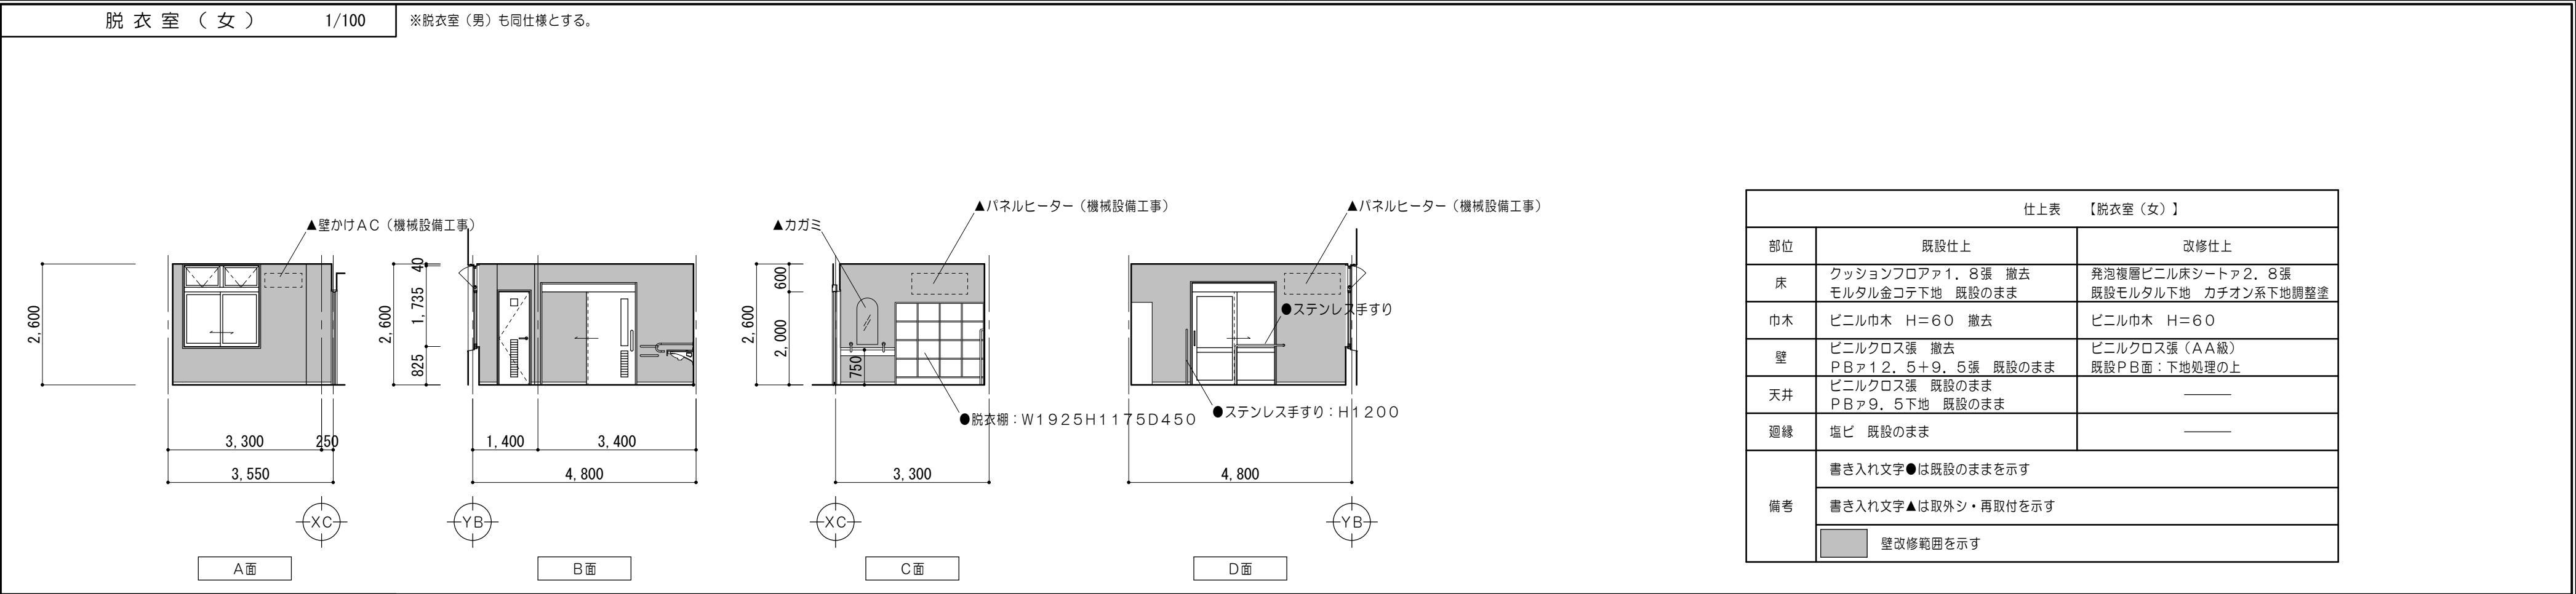 脱衣室（女）　1/100　※脱衣室（男）も同仕様とする。
▲壁かけＡＣ（機械設備工事）
2,600
3,300　250
3,550
XC
A面
2,600
40
1,735
825
1,400　3,400
4,800
YB
B面
▲カガミ
▲パネルヒーター（機械設備工事）
2,600
600
2,000
750
●脱衣棚：Ｗ１９２５Ｈ１１７５Ｄ４５０
3,300
XC
C面
▲パネルヒーター（機械設備工事）
●ステンレス手すり
●ステンレス手すり：Ｈ１２００
4,800
YB
D面
仕上表　【脱衣室（女）】
部位　既設仕上　改修仕上
床　クッションフロアァ１．８張　撤去　発泡複層ビニル床シートァ２．８張
モルタル金コテ下地　既設のまま　既設モルタル下地　カチオン系下地調整塗
巾木　ビニル巾木　Ｈ＝６０　撤去　ビニル巾木　Ｈ＝６０
壁　ビニルクロス張　撤去　ビニルクロス張（ＡＡ級）
ＰＢァ１２．５＋９．５張　既設のまま　既設ＰＢ面：下地処理の上
天井　ビニルクロス張　既設のまま
ＰＢァ９．５下地　既設のまま
廻縁　塩ビ　既設のまま
備考　書き入れ文字●は既設のままを示す
書き入れ文字▲は取外シ・再取付を示す
壁改修範囲を示す